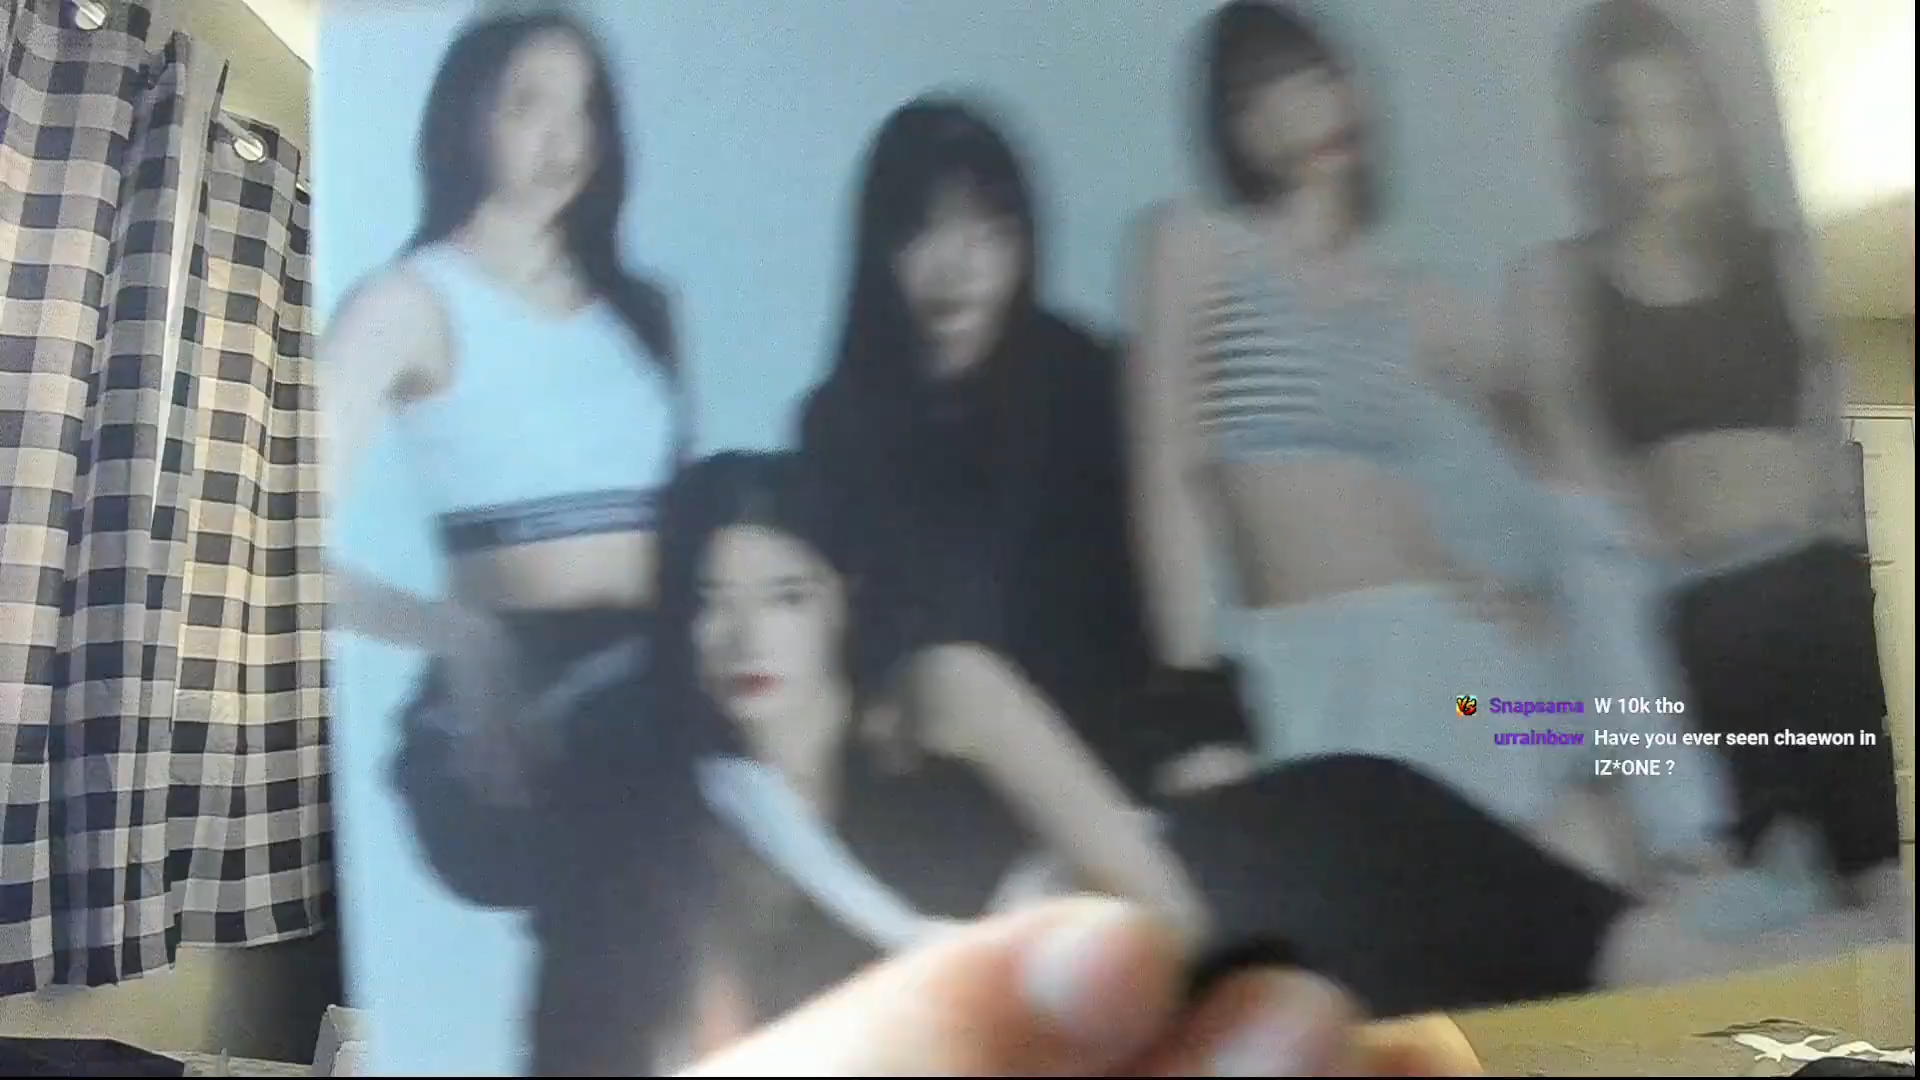 Snapsama W 10k tho
urrainbow Have you ever seen chaewon in
IZ*ONE ?